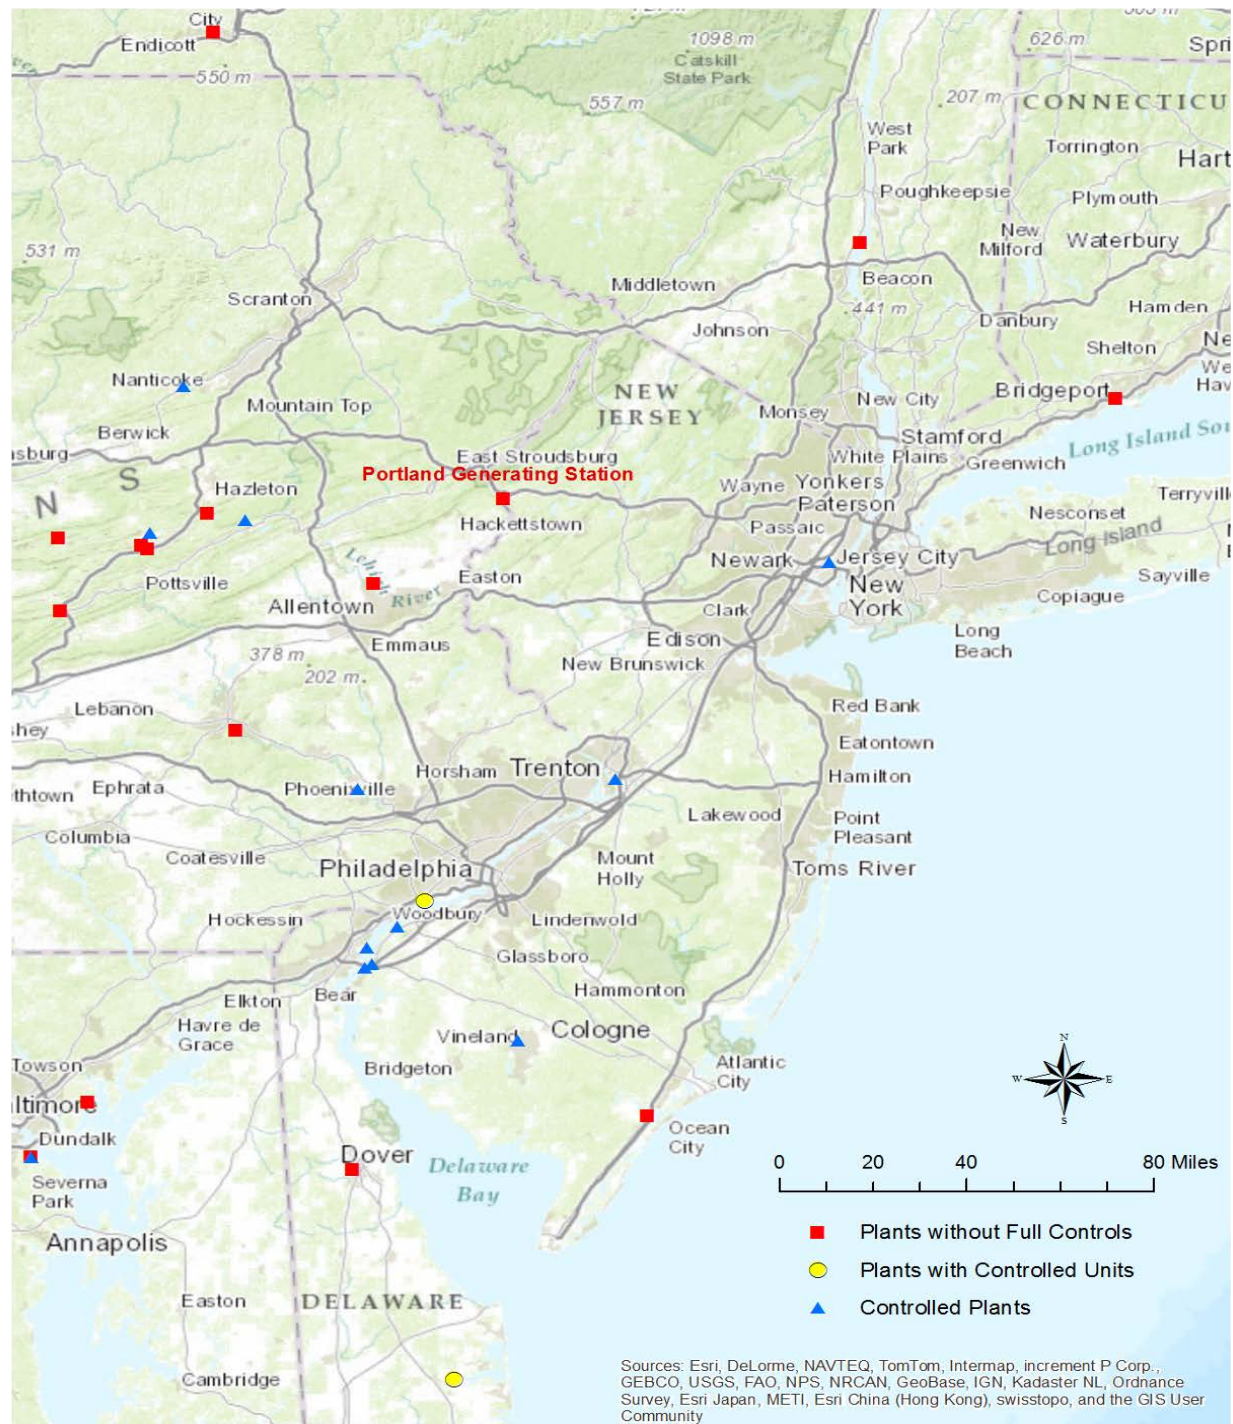 City
Endicott
550 m
1098 m
Catskill
State Park
557 m
626 m
Spri
207 m
CONNECTICU
West
Park
Torrington
Hart
Poughkeepsie
Plymouth
New
Milford
Waterbury
531 m
Scranton
Middletown
Beacon
441 m
Johnson
Danbury
Hamden
Shelton
Ne
We
Hav
Nanticoke
NEW
JERSEY
Mountain Top
Monsey
New City
Bridgeport
Berwick
Stamford
Long Island Sou
nsburg
East Stroudsburg
White Plains
Greenwich
Portland Generating Station
N
S
Hazleton
Wayne
Yonkers
Paterson
Terryvill
Hackettstown
Passaic
Nesconset
Long Island
Newark
Jersey City
New
York
Pottsville
Lehigh
River
Easton
Sayville
Allentown
Clark
Copiague
Emmaus
Edison
Long
Beach
378 m
202 m
New Brunswick
Lebanon
Red Bank
hey
Eatontown
Horsham
Trenton
Hamilton
thtown
Ephrata
Phoenixville
Lakewood
Point
Pleasant
Columbia
Coatesville
Philadelphia
Mount
Holly
Toms River
Hockessin
Woodbury
Lindenwold
Glassboro
Elkton
Bear
Hammonton
Havre de
Grace
Vineland
Cologne
Towson
Bridgeton
Atlantic
City
N
W
E
S
altimore
Dundalk
Ocean
City
Dover
Delaware
Bay
Severna
Park
0 20 40 80 Miles
Annapolis
Plants without Full Controls
Plants with Controlled Units
Controlled Plants
Easton
DELAWARE
Cambridge
Sources: Esri, DeLorme, NAVTEQ, TomTom, Intermap, increment P Corp.,
GEBCO, USGS, FAO, NPS, NRCAN, GeoBase, IGN, Kadaster NL, Ordnance
Survey, Esri Japan, METI, Esri China (Hong Kong), swisstopo, and the GIS User
Community